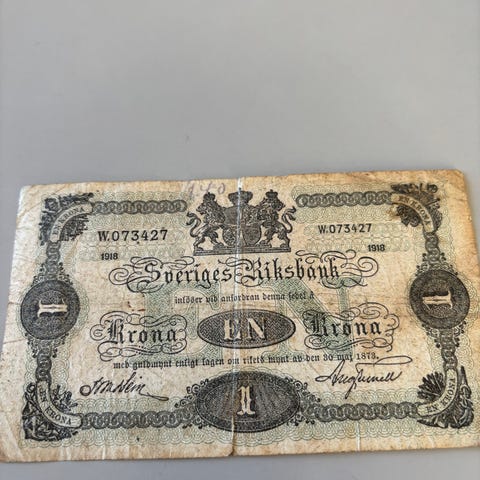 EN KRONA
EN KRONA
W.073427 W.073427
1918 1918
Sveriges Riksbank
inlöser vid anfordran denna sedel å
1 Krona EN Krona 1
med guldmynt enligt lagen om rikets mynt av den 30 maj 1873.
1
EN KRONA
EN KRONA